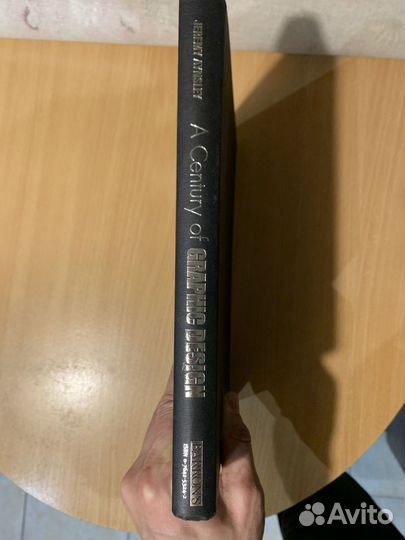 JEREMY AYNSLEY
A Century of GRAPHIC DESIGN
BARRON'S
Avito